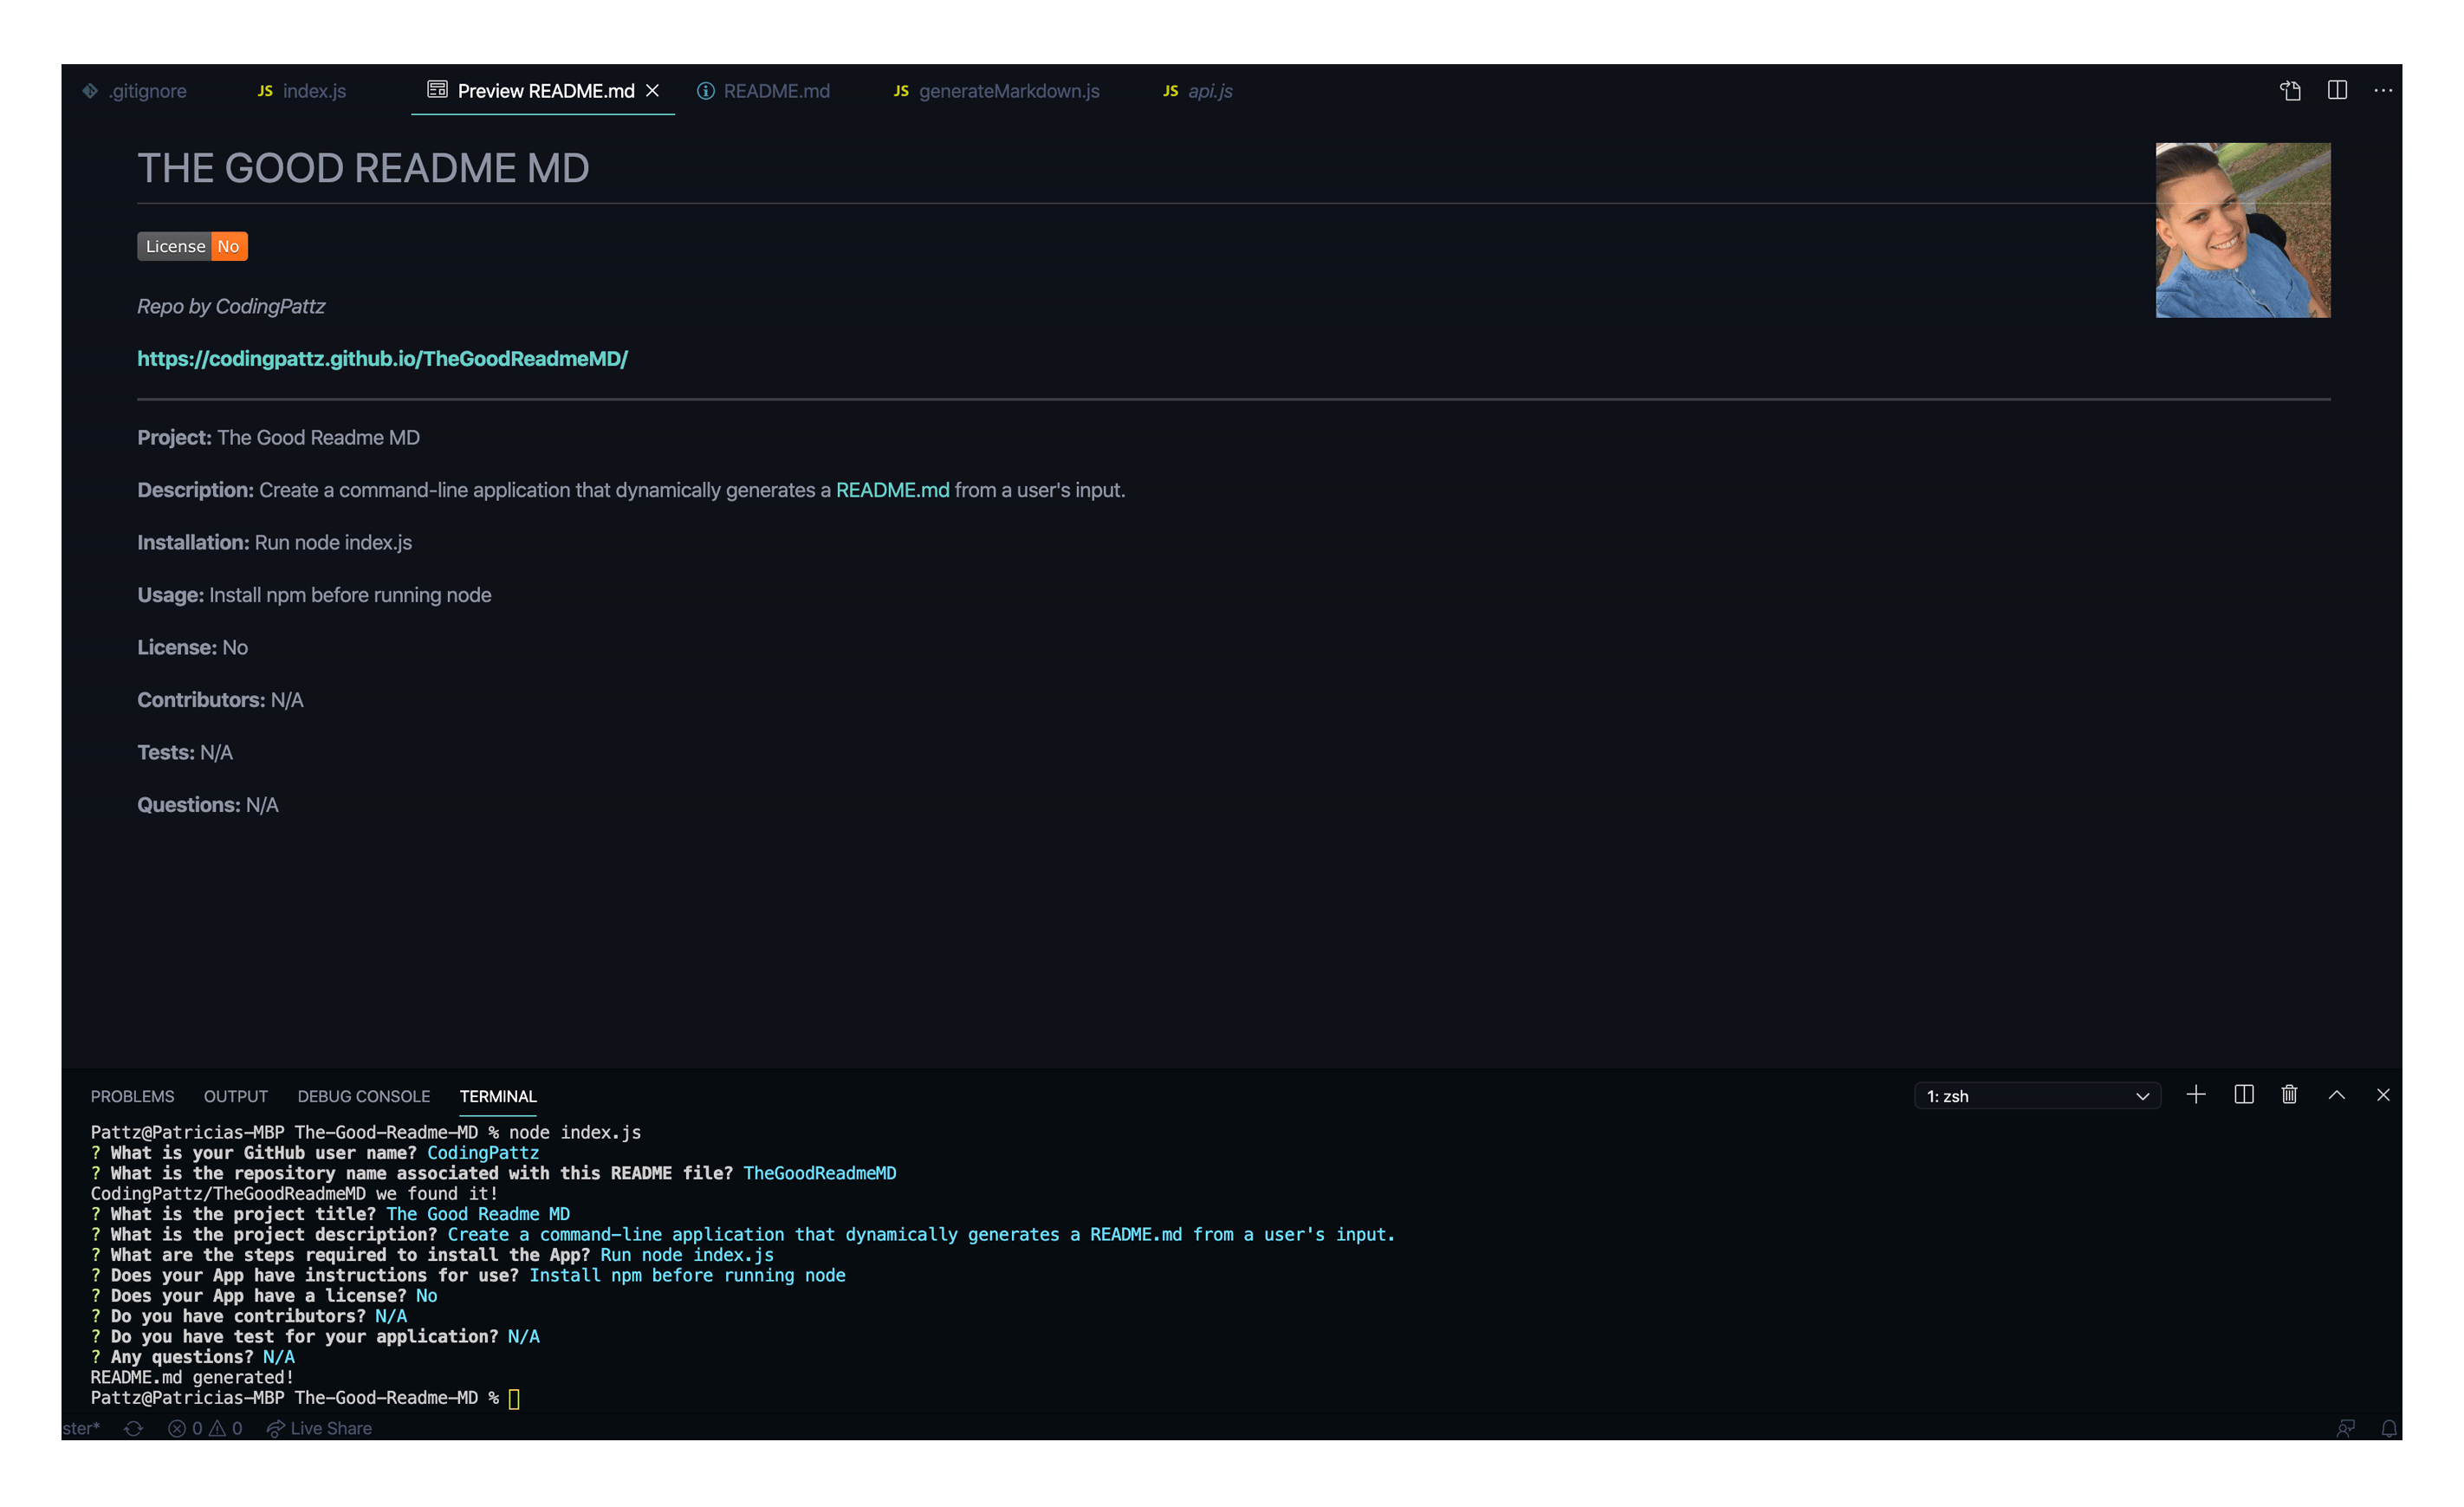 .gitignore JS index.js Preview README.md README.md JS generateMarkdown.js JS api.js
THE GOOD README MD
License No
Repo by CodingPattz
https://codingpattz.github.io/TheGoodReadmeMD/
Project: The Good Readme MD
Description: Create a command-line application that dynamically generates a README.md from a user's input.
Installation: Run node index.js
Usage: Install npm before running node
License: No
Contributors: N/A
Tests: N/A
Questions: N/A
PROBLEMS OUTPUT DEBUG CONSOLE TERMINAL 1: zsh
Pattz@Patricias-MBP The-Good-Readme-MD % node index.js
? What is your GitHub user name? CodingPattz
? What is the repository name associated with this README file? TheGoodReadmeMD
CodingPattz/TheGoodReadmeMD we found it!
? What is the project title? The Good Readme MD
? What is the project description? Create a command-line application that dynamically generates a README.md from a user's input.
? What are the steps required to install the App? Run node index.js
? Does your App have instructions for use? Install npm before running node
? Does your App have a license? No
? Do you have contributors? N/A
? Do you have test for your application? N/A
? Any questions? N/A
README.md generated!
Pattz@Patricias-MBP The-Good-Readme-MD %
ster* 0 0 Live Share